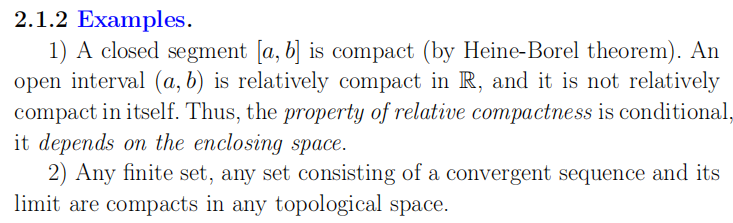 2.1.2 Examples.
1) A closed segment [a, b] is compact (by Heine-Borel theorem). An
open interval (a, b) is relatively compact in ℝ, and it is not relatively
compact in itself. Thus, the property of relative compactness is conditional,
it depends on the enclosing space.
2) Any finite set, any set consisting of a convergent sequence and its
limit are compacts in any topological space.